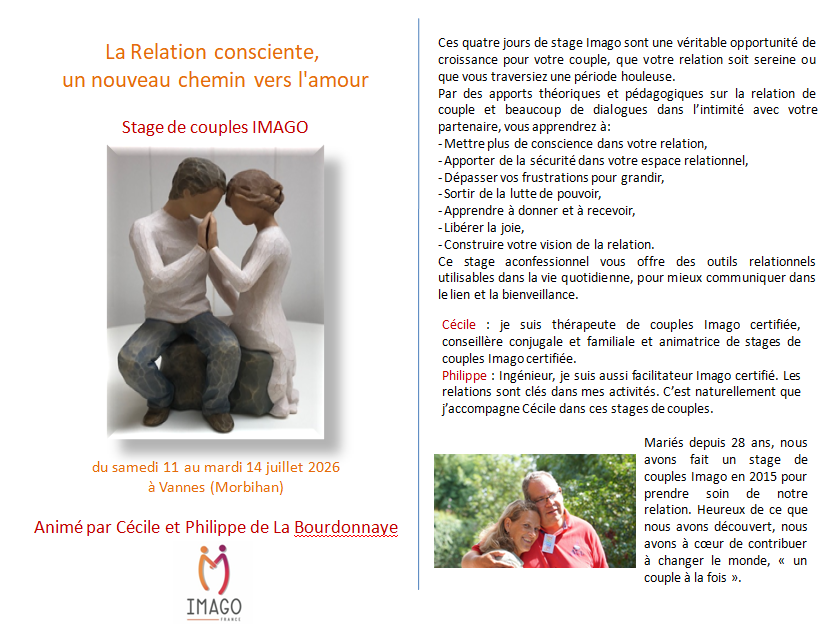 La Relation consciente,
un nouveau chemin vers l'amour
Stage de couples IMAGO
du samedi 11 au mardi 14 juillet 2026
à Vannes (Morbihan)
Animé par Cécile et Philippe de La Bourdonnaye
IMAGO
FRANCE
Ces quatre jours de stage Imago sont une véritable opportunité de
croissance pour votre couple, que votre relation soit sereine ou
que vous traversiez une période houleuse.
Par des apports théoriques et pédagogiques sur la relation de
couple et beaucoup de dialogues dans l’intimité avec votre
partenaire, vous apprendrez à:
- Mettre plus de conscience dans votre relation,
- Apporter de la sécurité dans votre espace relationnel,
- Dépasser vos frustrations pour grandir,
- Sortir de la lutte de pouvoir,
- Apprendre à donner et à recevoir,
- Libérer la joie,
- Construire votre vision de la relation.
Ce stage aconfessionnel vous offre des outils relationnels
utilisables dans la vie quotidienne, pour mieux communiquer dans
le lien et la bienveillance.
Cécile : je suis thérapeute de couples Imago certifiée,
conseillère conjugale et familiale et animatrice de stages de
couples Imago certifiée.
Philippe : Ingénieur, je suis aussi facilitateur Imago certifié. Les
relations sont clés dans mes activités. C’est naturellement que
j’accompagne Cécile dans ces stages de couples.
Mariés depuis 28 ans, nous
avons fait un stage de
couples Imago en 2015 pour
prendre soin de notre
relation. Heureux de ce que
nous avons découvert, nous
avons à cœur de contribuer
à changer le monde, « un
couple à la fois ».